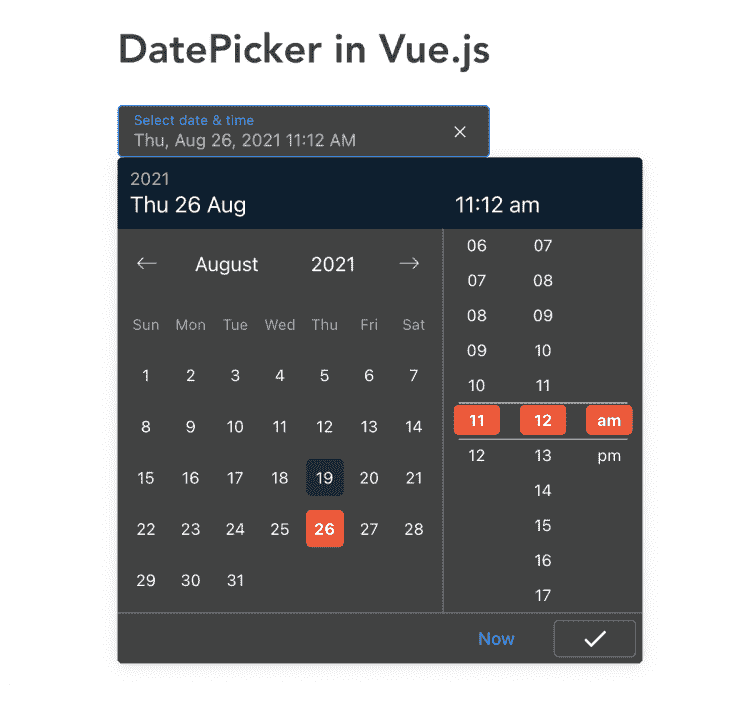 DatePicker in Vue.js
Select date & time
Thu, Aug 26, 2021 11:12 AM
2021
Thu 26 Aug
11:12 am
August 2021
Sun Mon Tue Wed Thu Fri Sat
1 2 3 4 5 6 7
8 9 10 11 12 13 14
15 16 17 18 19 20 21
22 23 24 25 26 27 28
29 30 31
06 07
07 08
08 09
09 10
10 11
11 12 am
12 13 pm
14
15
16
17
Now